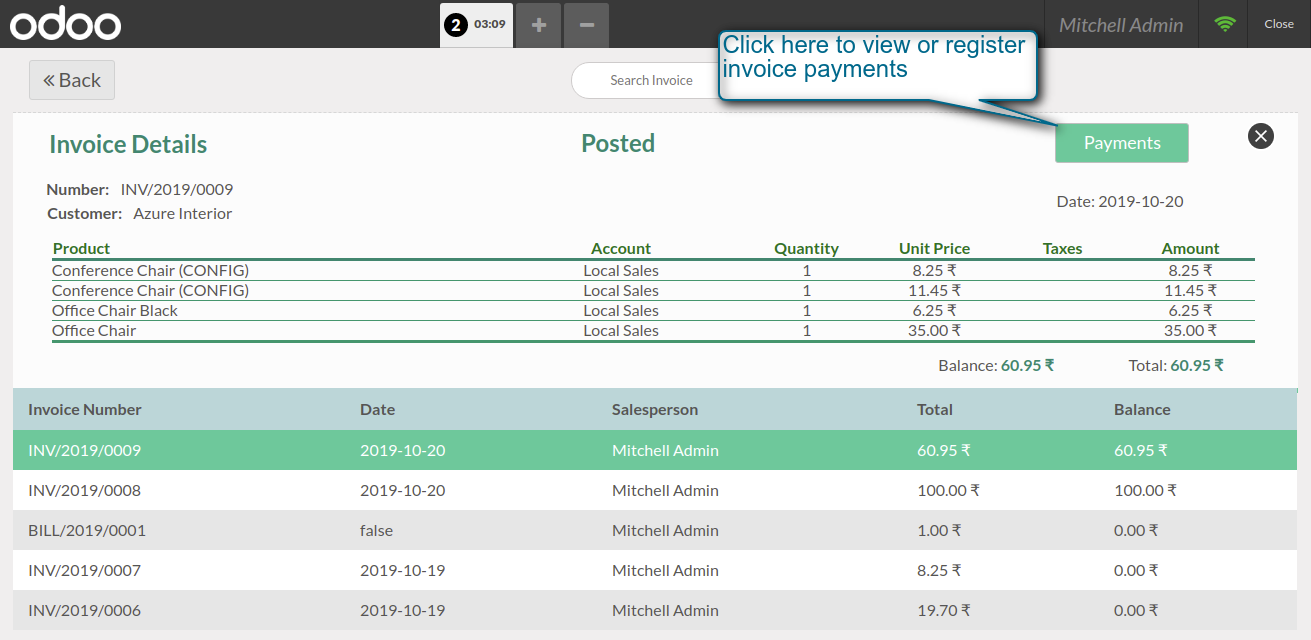 odoo 2 03:09 + − Mitchell Admin Close
Click here to view or register
invoice payments
« Back Search Invoice
Invoice Details Posted Payments
Number: INV/2019/0009
Customer: Azure Interior Date: 2019-10-20
Product Account Quantity Unit Price Taxes Amount
Conference Chair (CONFIG) Local Sales 1 8.25 ₹ 8.25 ₹
Conference Chair (CONFIG) Local Sales 1 11.45 ₹ 11.45 ₹
Office Chair Black Local Sales 1 6.25 ₹ 6.25 ₹
Office Chair Local Sales 1 35.00 ₹ 35.00 ₹
Balance: 60.95 ₹ Total: 60.95 ₹
Invoice Number Date Salesperson Total Balance
INV/2019/0009 2019-10-20 Mitchell Admin 60.95 ₹ 60.95 ₹
INV/2019/0008 2019-10-20 Mitchell Admin 100.00 ₹ 100.00 ₹
BILL/2019/0001 false Mitchell Admin 1.00 ₹ 0.00 ₹
INV/2019/0007 2019-10-19 Mitchell Admin 8.25 ₹ 0.00 ₹
INV/2019/0006 2019-10-19 Mitchell Admin 19.70 ₹ 0.00 ₹